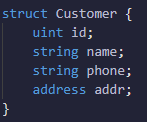 struct Customer {
    uint id;
    string name;
    string phone;
    address addr;
}